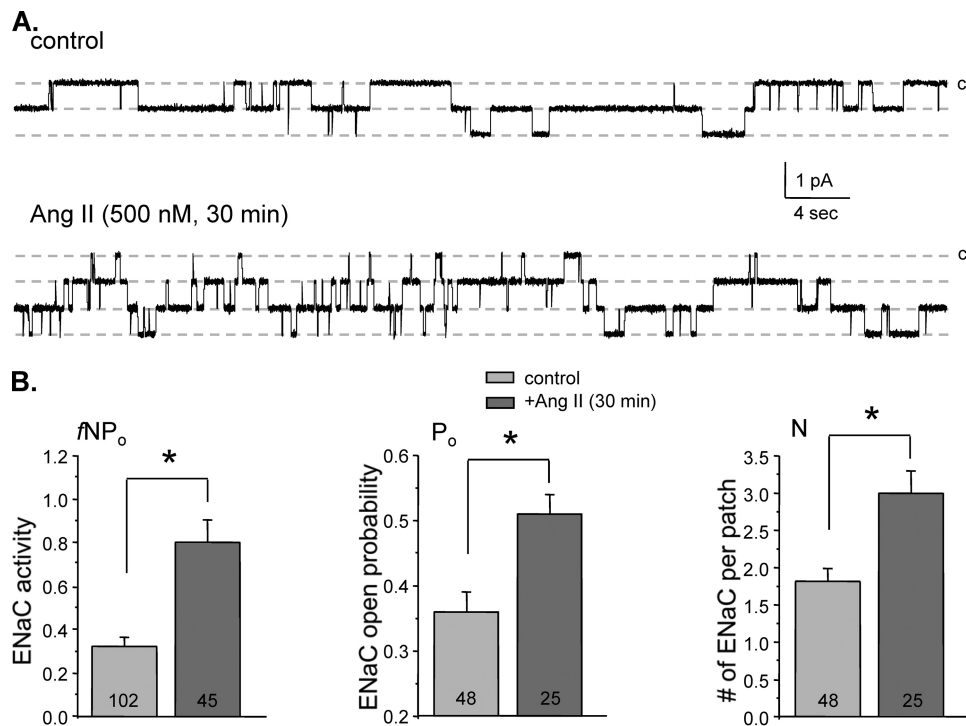 A.
control
c
1 pA
4 sec
Ang II (500 nM, 30 min)
c
B.
control
+Ang II (30 min)
fNPo
ENaC activity
1.2
1.0
0.8
0.6
0.4
0.2
0.0
*
102
45
Po
ENaC open probability
0.6
0.5
0.4
0.3
0.2
*
48
25
N
# of ENaC per patch
3.5
3.0
2.5
2.0
1.5
1.0
0.5
0.0
*
48
25